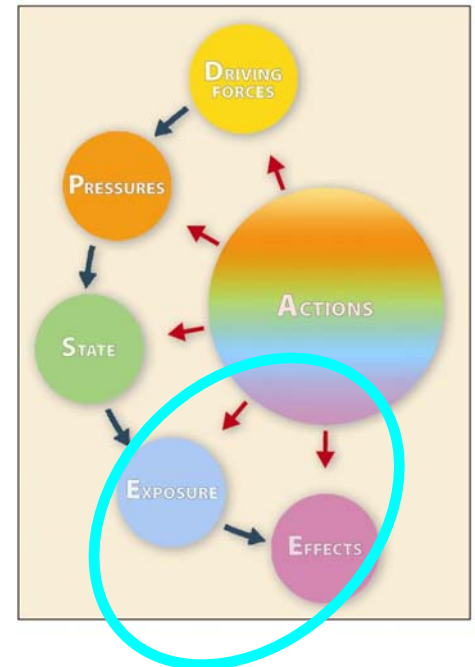 DRIVING
FORCES
PRESSURES
ACTIONS
STATE
EXPOSURE
EFFECTS